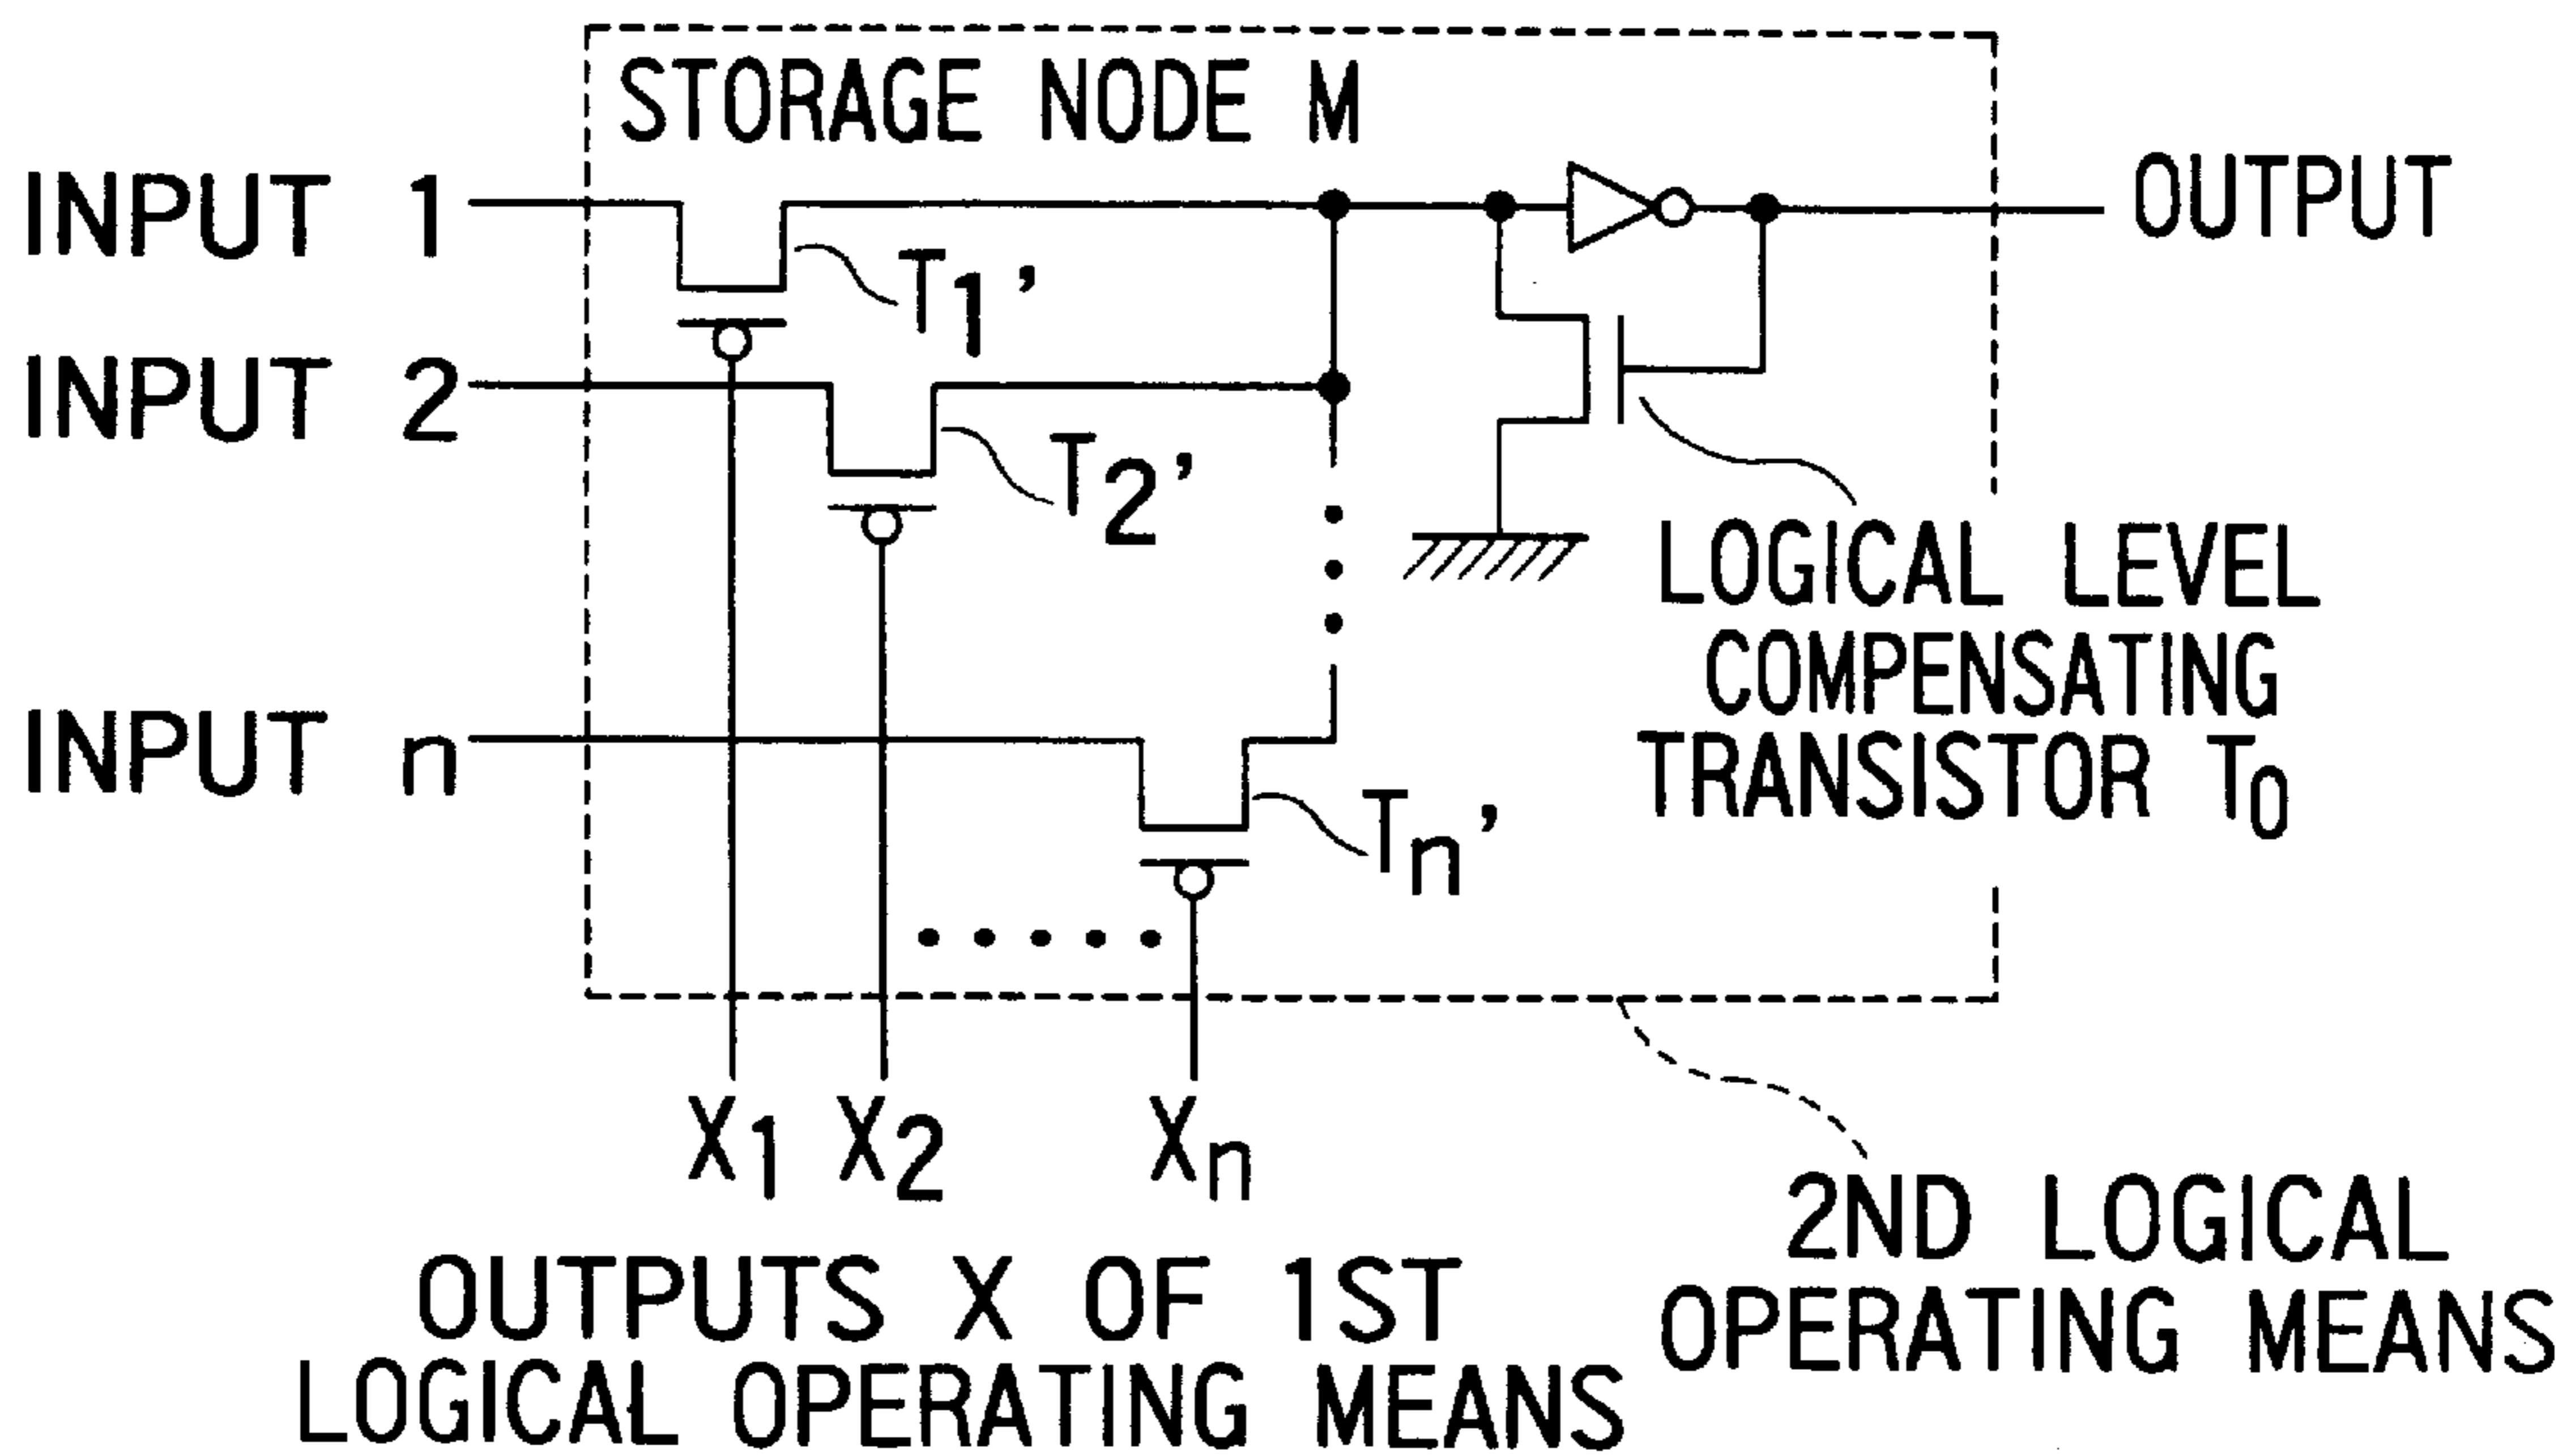 STORAGE NODE M
INPUT 1
OUTPUT
T1'
INPUT 2
T2'
LOGICAL LEVEL
COMPENSATING
TRANSISTOR T0
INPUT n
Tn'
X1 X2 Xn
OUTPUTS X OF 1ST
LOGICAL OPERATING MEANS
2ND LOGICAL
OPERATING MEANS